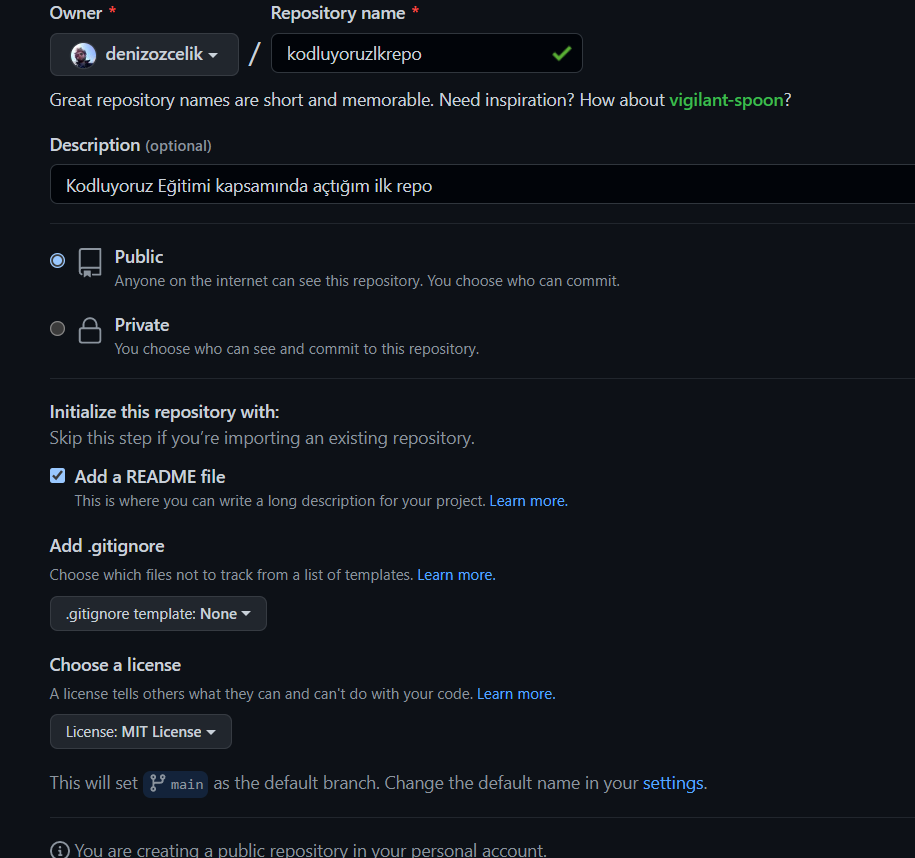 Owner *
Repository name *
denizozcelik / kodluyoruzlkrepo
Great repository names are short and memorable. Need inspiration? How about vigilant-spoon?
Description (optional)
Kodluyoruz Eğitimi kapsamında açtığım ilk repo
Public
Anyone on the internet can see this repository. You choose who can commit.
Private
You choose who can see and commit to this repository.
Initialize this repository with:
Skip this step if you’re importing an existing repository.
Add a README file
This is where you can write a long description for your project. Learn more.
Add .gitignore
Choose which files not to track from a list of templates. Learn more.
.gitignore template: None
Choose a license
A license tells others what they can and can't do with your code. Learn more.
License: MIT License
This will set main as the default branch. Change the default name in your settings.
You are creating a public repository in your personal account.